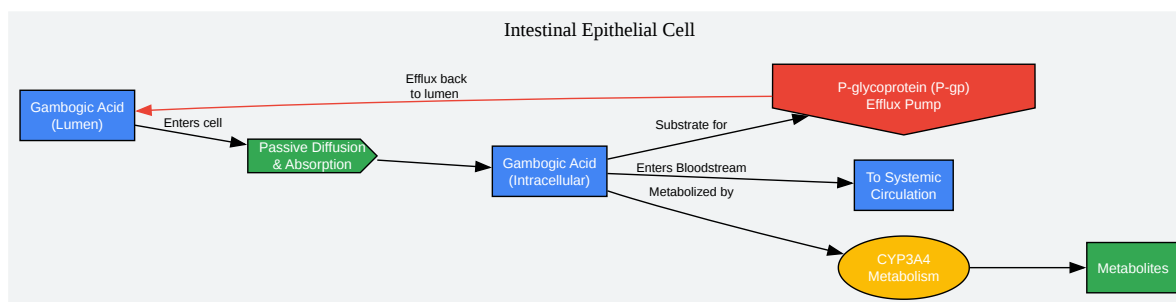 Intestinal Epithelial Cell
Gambogic Acid
(Lumen)
Enters cell
Passive Diffusion
& Absorption
Gambogic Acid
(Intracellular)
Efflux back
to lumen
Substrate for
P-glycoprotein (P-gp)
Efflux Pump
Enters Bloodstream
To Systemic
Circulation
Metabolized by
CYP3A4
Metabolism
Metabolites